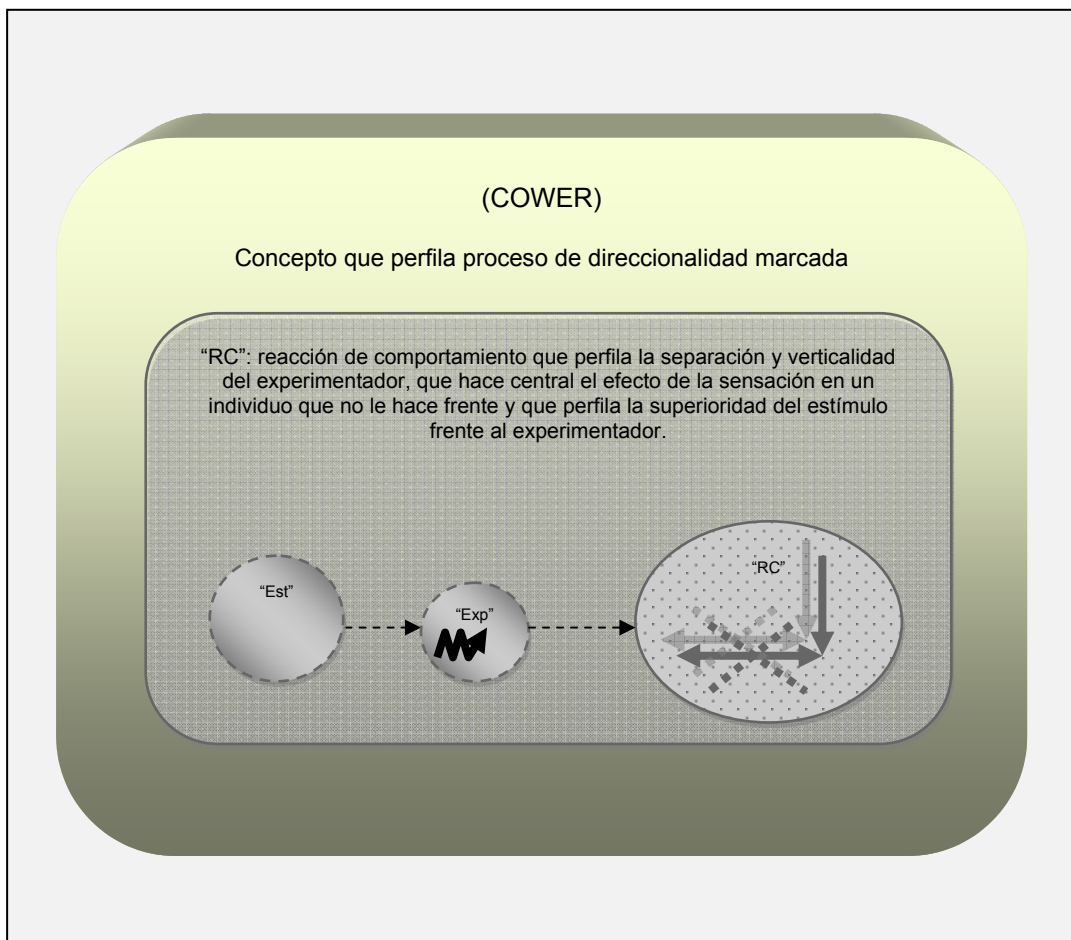 (COWER)
Concepto que perfila proceso de direccionalidad marcada
“RC”: reacción de comportamiento que perfila la separación y verticalidad
del experimentador, que hace central el efecto de la sensación en un
individuo que no le hace frente y que perfila la superioridad del estímulo
frente al experimentador.
“Est”
“Exp”
“RC”